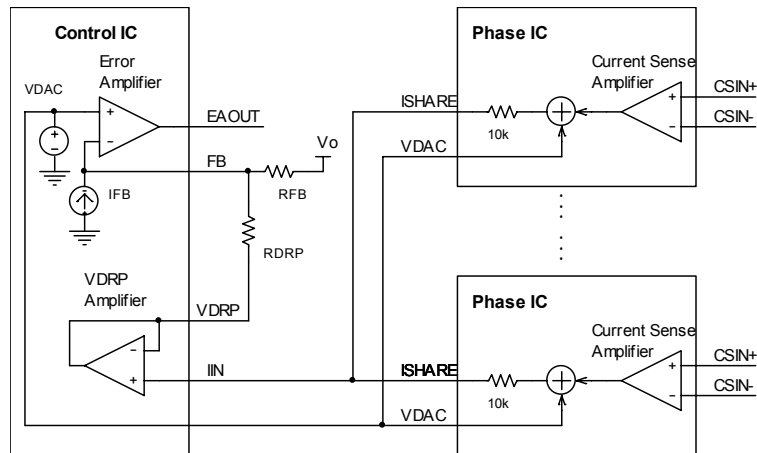 Control IC
Error
Amplifier
VDAC
+
-
+
-
EAOUT
FB
Vo
IFB
RFB
RDRP
VDRP
Amplifier
VDRP
-
+
IIN
Phase IC
Current Sense
Amplifier
CSIN+
ISHARE
+
-
CSIN-
10k
VDAC
Phase IC
Current Sense
Amplifier
CSIN+
ISHARE
+
-
CSIN-
10k
VDAC